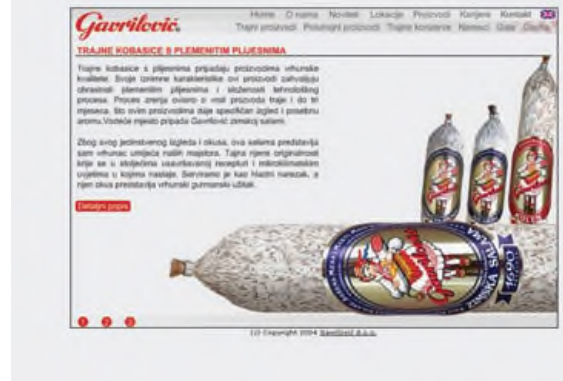 Gavrilović
Home O nama Noviteti Lokacije Proizvodi Karijere Kontakt
Trajni proizvodi Polutrajni proizvodi Trajne konzerve Namazi Gala
TRAJNE KOBASICE S PLEMENITIM PLIJESNIMA
Trajne kobasice s plijesnima pripadaju proizvodima vrhunske
kvalitete. Svoje iznimne karakteristike ovi proizvodi zahvaljuju
obraslosti plemenitim plijesnima i složenosti tehnološkog
procesa. Proces zrenja ovisno o vrsti proizvoda traje i do tri
mjeseca, što ovim proizvodima daje specifičan izgled i posebnu
aromu. Vodeće mjesto pripada Gavrilović zimskoj salami.
Zbog svog jedinstvenog izgleda i okusa, ova salama predstavlja
sam vrhunac umijeća naših majstora. Tajna njene originalnosti
krije se u stoljećima usavršavanoj recepturi i mikroklimatskim
uvjetima u kojima nastaje. Serviramo je kao hladni narezak, a
njen okus predstavlja vrhunski gurmanski užitak.
Detaljni popis
Gavrilović
1 2 3
(c) Copyright 2004 Gavrilović d.o.o.